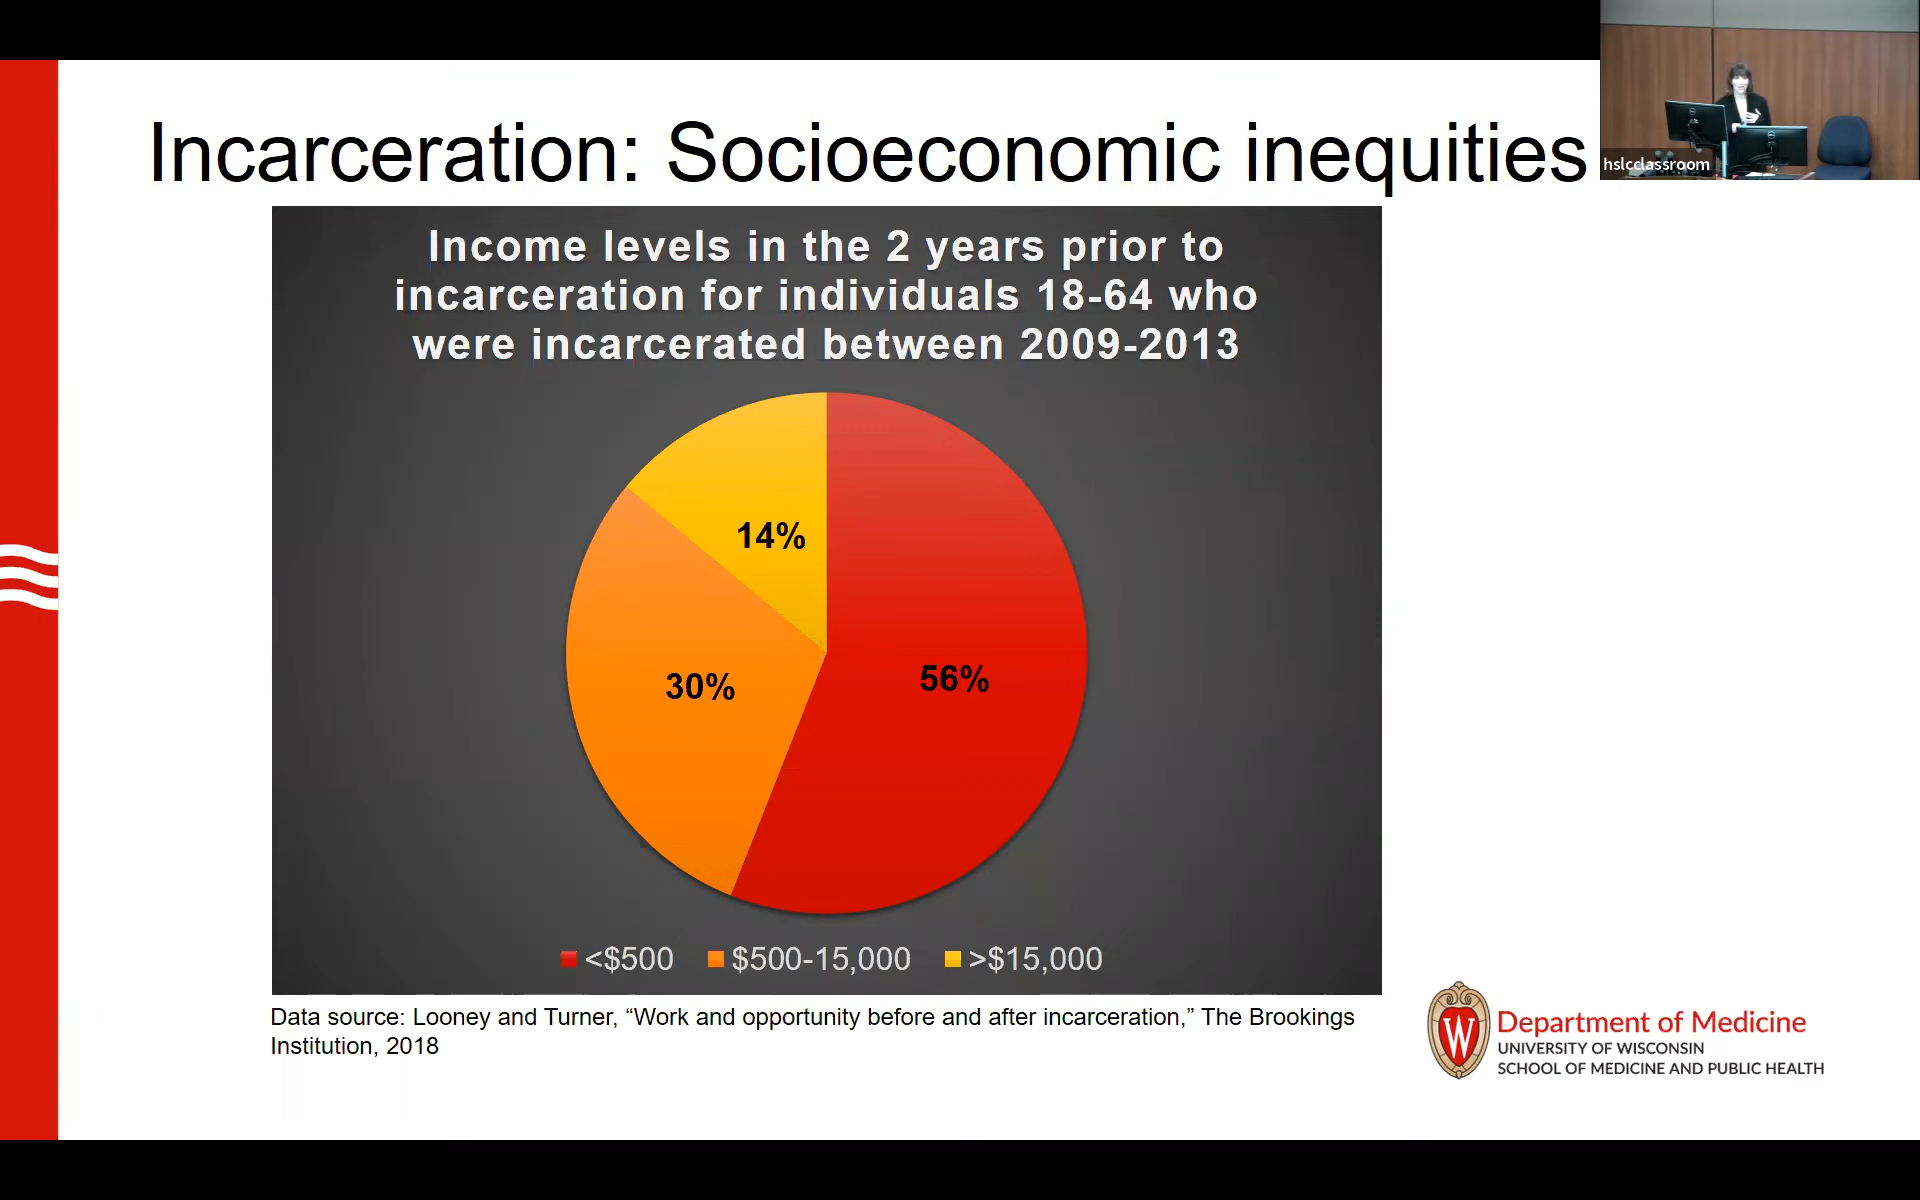 Incarceration: Socioeconomic inequities
hslcclassroom
Income levels in the 2 years prior to
incarceration for individuals 18-64 who
were incarcerated between 2009-2013
14%
30%
56%
<$500
$500-15,000
>$15,000
Data source: Looney and Turner, “Work and opportunity before and after incarceration,” The Brookings
Institution, 2018
W
Department of Medicine
UNIVERSITY OF WISCONSIN
SCHOOL OF MEDICINE AND PUBLIC HEALTH